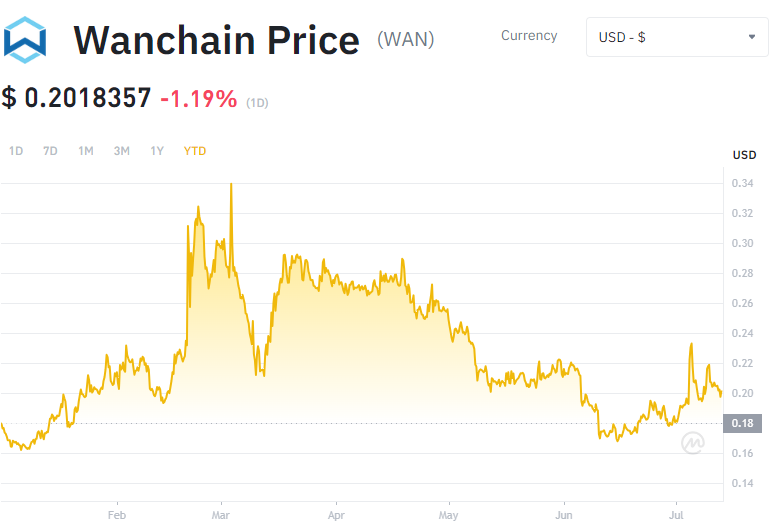 Wanchain Price (WAN)
Currency
USD - $
$ 0.2018357 -1.19% (1D)
1D 7D 1M 3M 1Y YTD
USD
0.34
0.32
0.30
0.28
0.26
0.24
0.22
0.20
0.18
0.16
0.14
Feb Mar Apr May Jun Jul